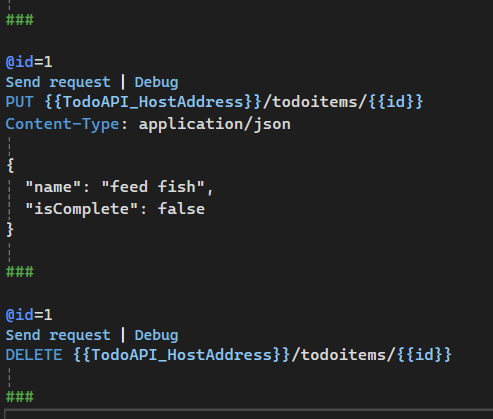 ###
@id=1
Send request | Debug
PUT {{TodoAPI_HostAddress}}/todoitems/{{id}}
Content-Type: application/json
{
"name": "feed fish",
"isComplete": false
}
###
@id=1
Send request | Debug
DELETE {{TodoAPI_HostAddress}}/todoitems/{{id}}
###